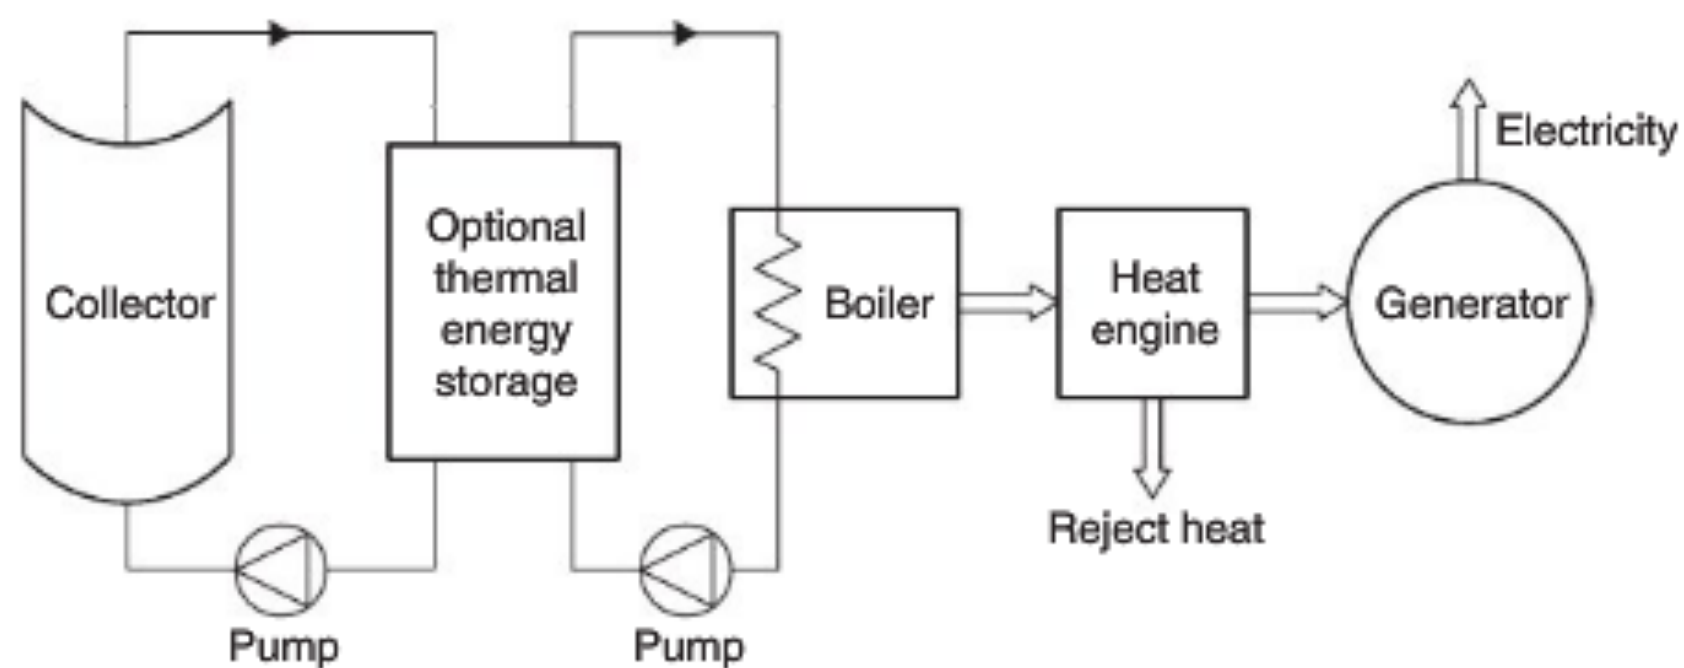 Collector
Optional
thermal
energy
storage
Boiler
Heat
engine
Generator
Electricity
Reject heat
Pump
Pump